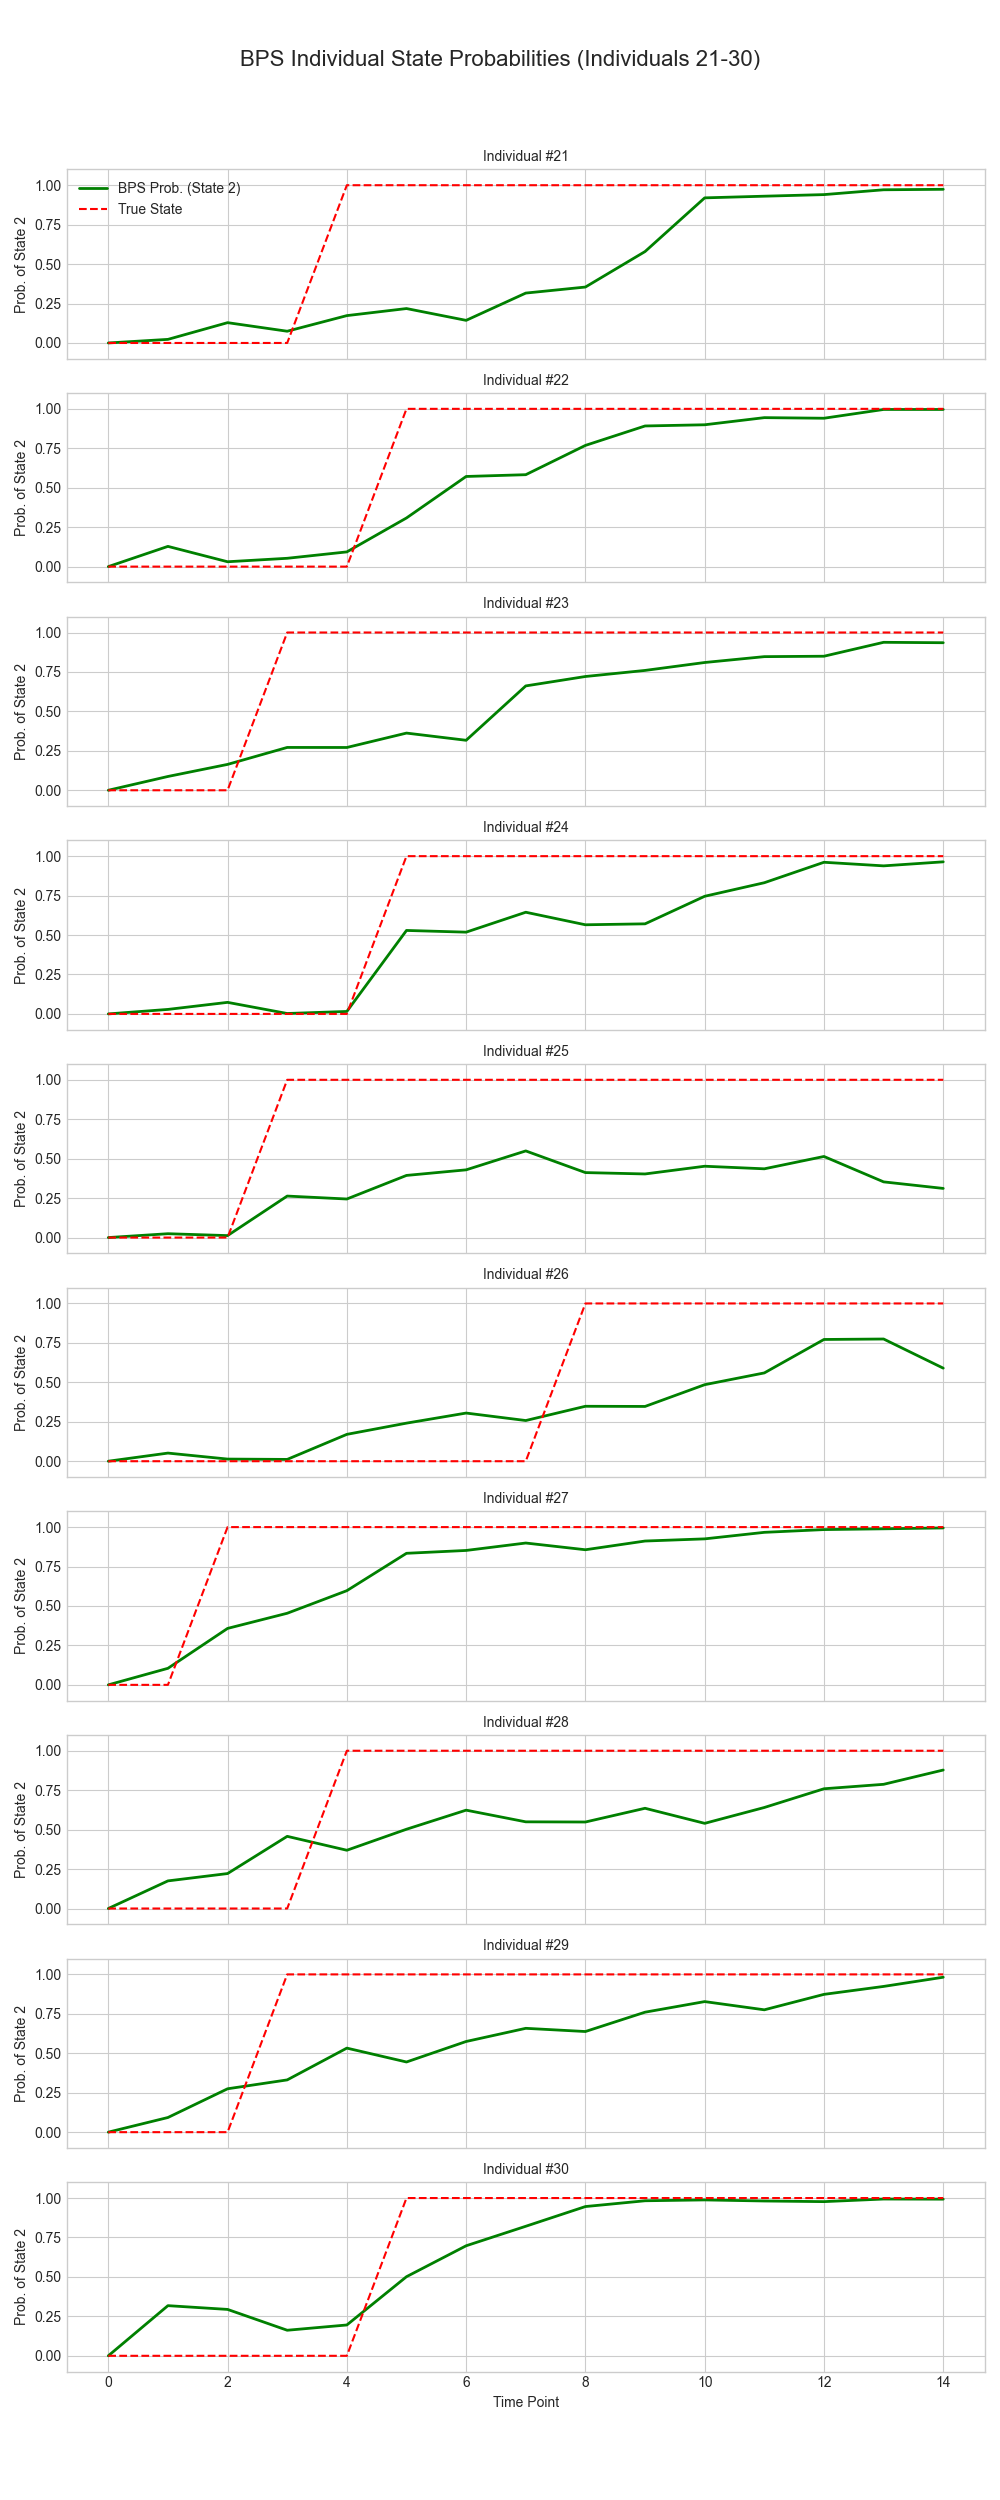 BPS Individual State Probabilities (Individuals 21-30)
Individual #21
BPS Prob. (State 2)
True State
Prob. of State 2
1.00
0.75
0.50
0.25
0.00
Individual #22
Prob. of State 2
1.00
0.75
0.50
0.25
0.00
Individual #23
Prob. of State 2
1.00
0.75
0.50
0.25
0.00
Individual #24
Prob. of State 2
1.00
0.75
0.50
0.25
0.00
Individual #25
Prob. of State 2
1.00
0.75
0.50
0.25
0.00
Individual #26
Prob. of State 2
1.00
0.75
0.50
0.25
0.00
Individual #27
Prob. of State 2
1.00
0.75
0.50
0.25
0.00
Individual #28
Prob. of State 2
1.00
0.75
0.50
0.25
0.00
Individual #29
Prob. of State 2
1.00
0.75
0.50
0.25
0.00
Individual #30
Prob. of State 2
1.00
0.75
0.50
0.25
0.00
0 2 4 6 8 10 12 14
Time Point